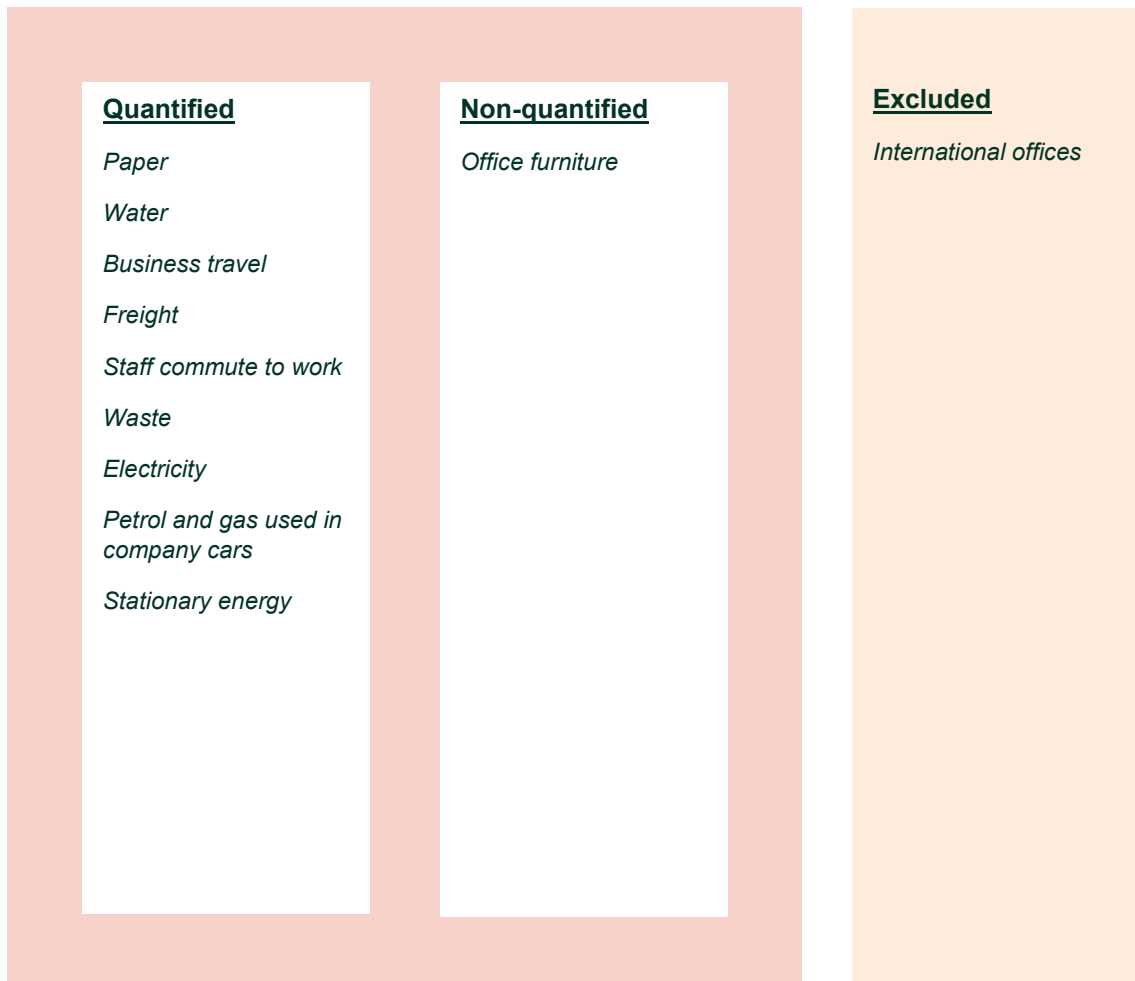 Quantified
Paper
Water
Business travel
Freight
Staff commute to work
Waste
Electricity
Petrol and gas used in
company cars
Stationary energy
Non-quantified
Office furniture
Excluded
International offices